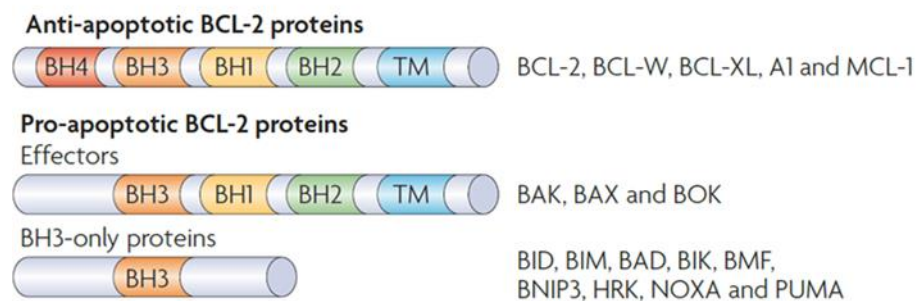 Anti-apoptotic BCL-2 proteins
BH4 BH3 BH1 BH2 TM BCL-2, BCL-W, BCL-XL, A1 and MCL-1
Pro-apoptotic BCL-2 proteins
Effectors
BH3 BH1 BH2 TM BAK, BAX and BOK
BH3-only proteins
BH3 BID, BIM, BAD, BIK, BMF,
BNIP3, HRK, NOXA and PUMA